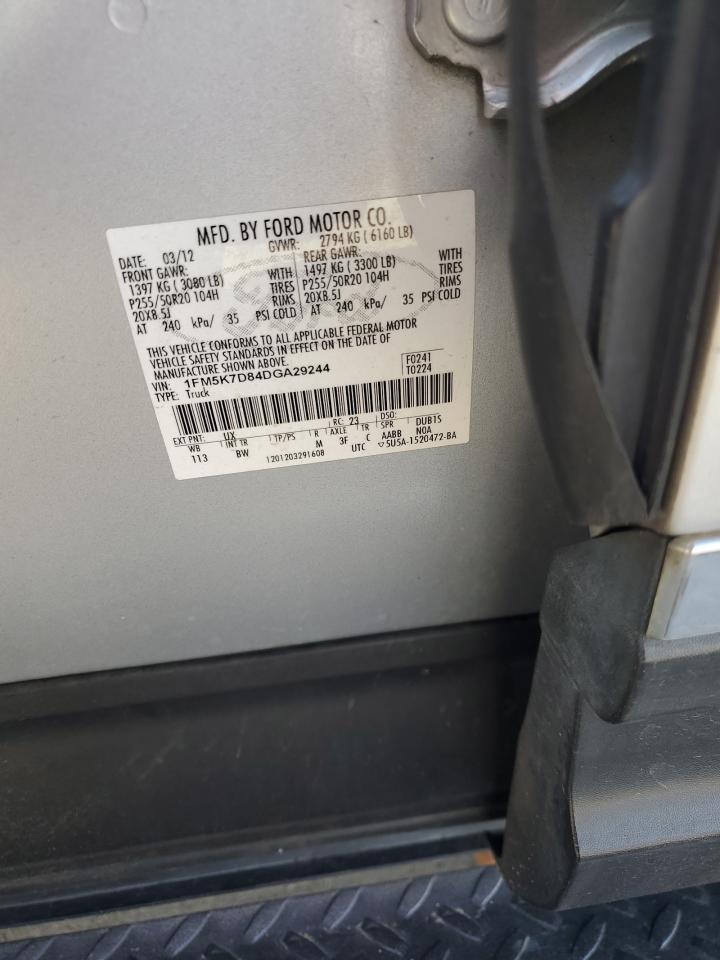 MFD. BY FORD MOTOR CO.
DATE: 03/12 GVWR: 2794 KG ( 6160 LB)
FRONT GAWR: REAR GAWR:
1397 KG ( 3080 LB) WITH 1497 KG ( 3300 LB) WITH
P255/50R20 104H TIRES P255/50R20 104H TIRES
20X8.5J RIMS 20X8.5J RIMS
AT 240 kPa/ 35 PSI COLD AT 240 kPa/ 35 PSI COLD
THIS VEHICLE CONFORMS TO ALL APPLICABLE FEDERAL MOTOR
VEHICLE SAFETY STANDARDS IN EFFECT ON THE DATE OF
MANUFACTURE SHOWN ABOVE.
VIN: 1FM5K7D84DGA29244 F0241
TYPE: Truck T0224
EXT PNT: UX RC: 23 DSO:
WB INT TR TP/PS R AXLE TR SPR DUB1S
113 BW M 3F C AABB N0A
1201203291608 UTC 5U5A-1520472-BA